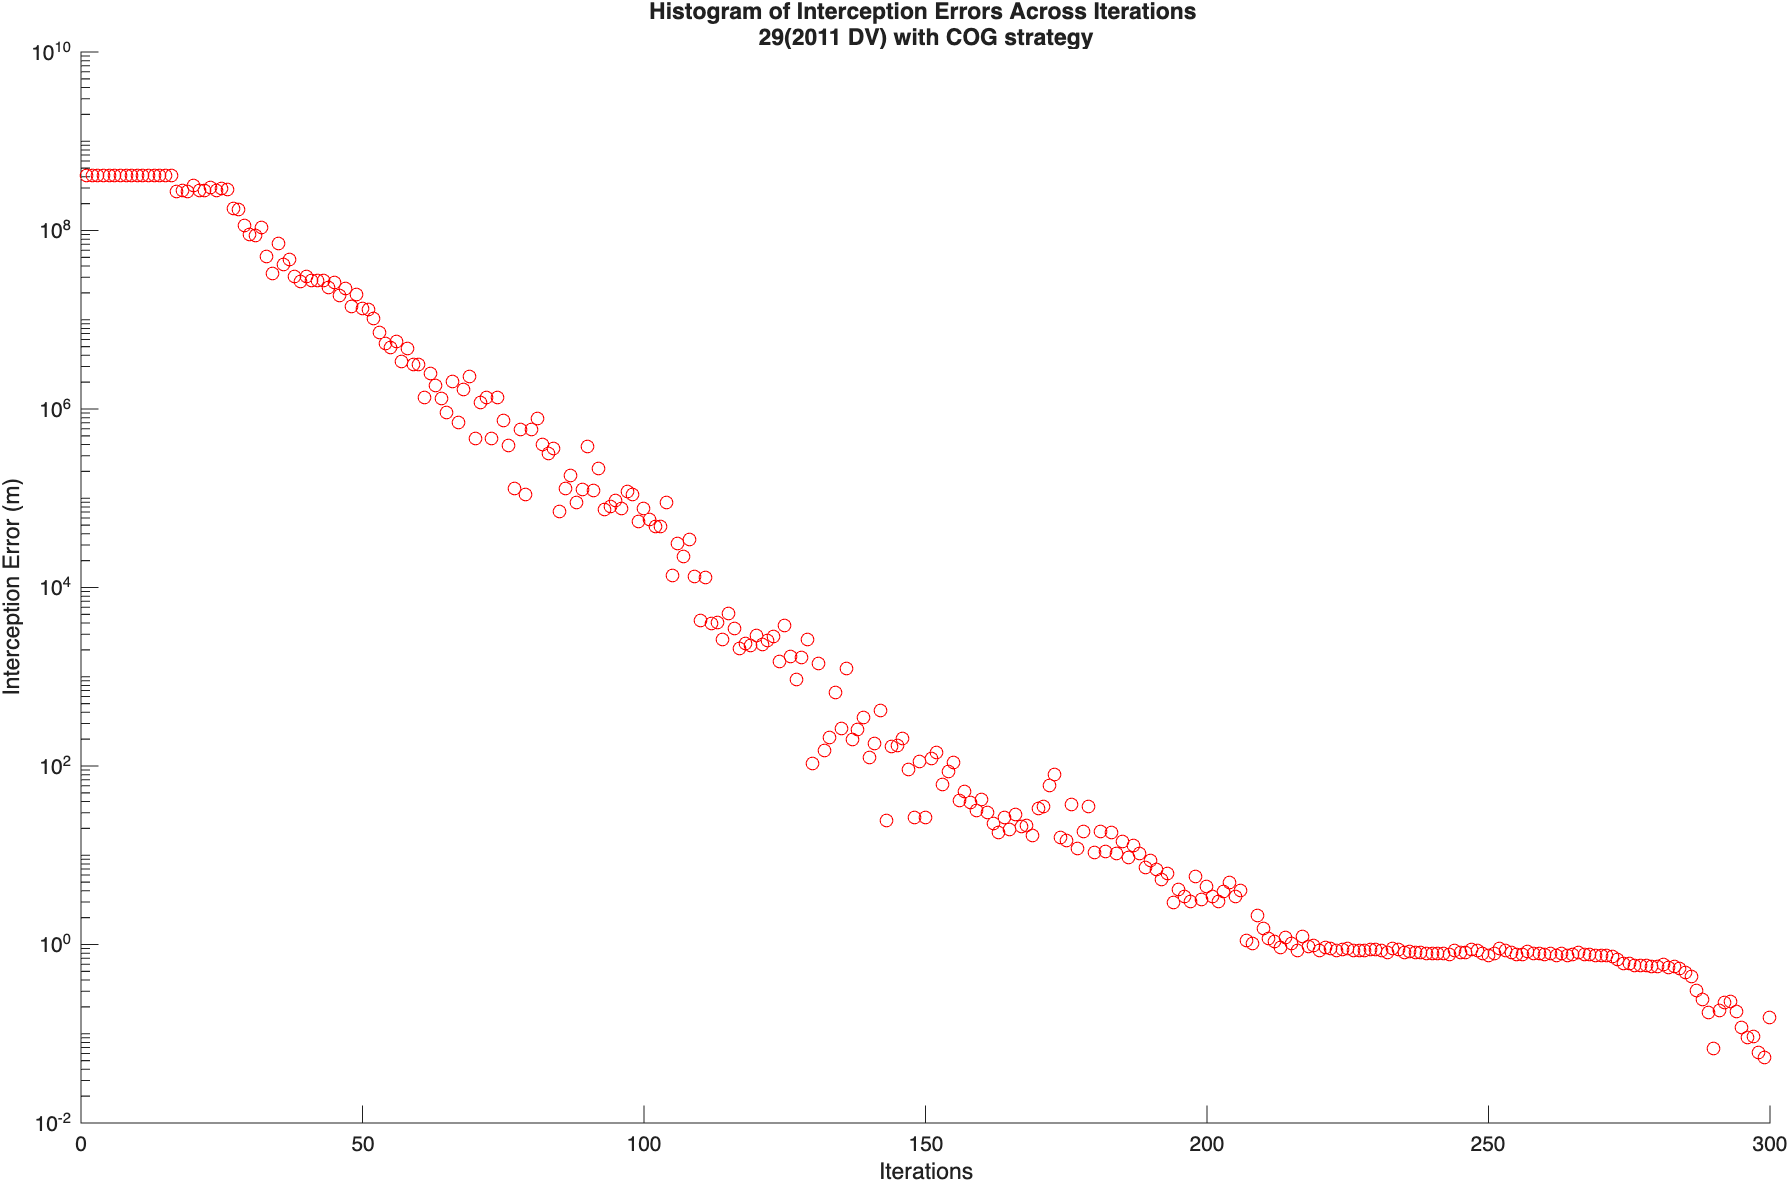 Histogram of Interception Errors Across Iterations
29(2011 DV) with COG strategy
Interception Error (m)
10^10
10^8
10^6
10^4
10^2
10^0
10^-2
0 50 100 150 200 250 300
Iterations